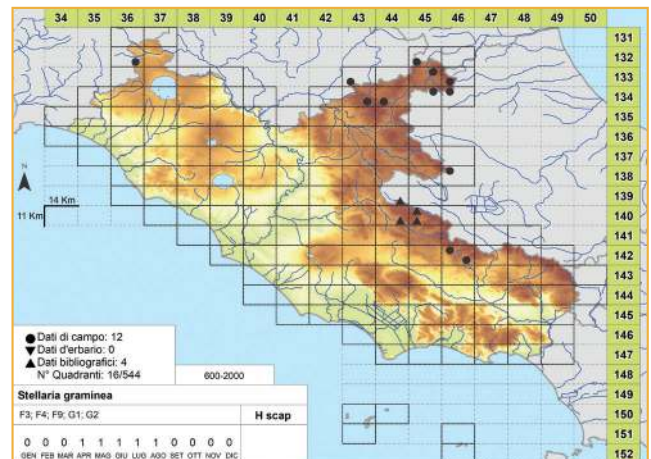 34 35 36 37 38 39 40 41 42 43 44 45 46 47 48 49 50
131
132
133
134
135
136
137
138
139
140
141
142
143
144
145
146
147
148
149
150
151
152
N
14 Km
11 Km
● Dati di campo: 12
▼ Dati d'erbario: 0
▲ Dati bibliografici: 4
N° Quadranti: 16/544
600-2000
Stellaria graminea
F3; F4; F9; G1; G2 H scap
0 0 0 1 1 1 1 1 0 0 0 0
GEN FEB MAR APR MAG GIU LUG AGO SET OTT NOV DIC